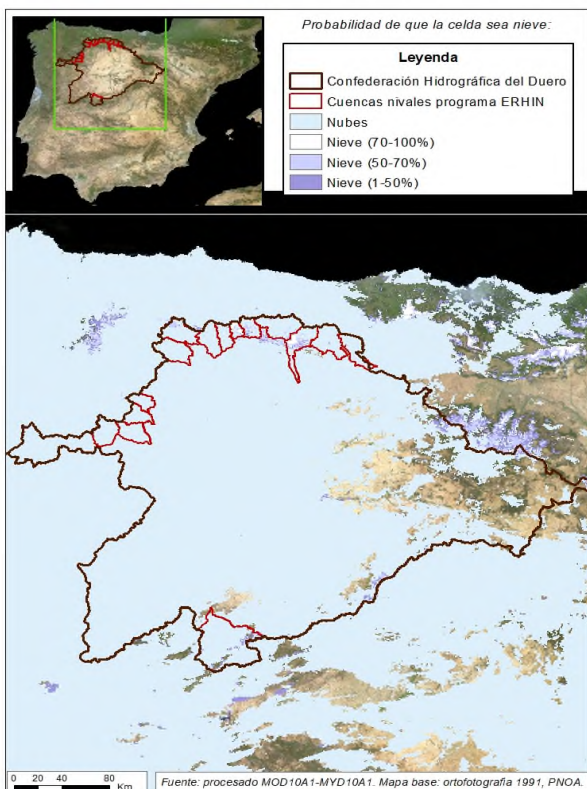 Probabilidad de que la celda sea nieve:
Leyenda
Confederación Hidrográfica del Duero
Cuencas nivales programa ERHIN
Nubes
Nieve (70-100%)
Nieve (50-70%)
Nieve (1-50%)
0 20 40 80
Km
Fuente: procesado MOD10A1-MYD10A1. Mapa base: ortofotografía 1991, PNOA.